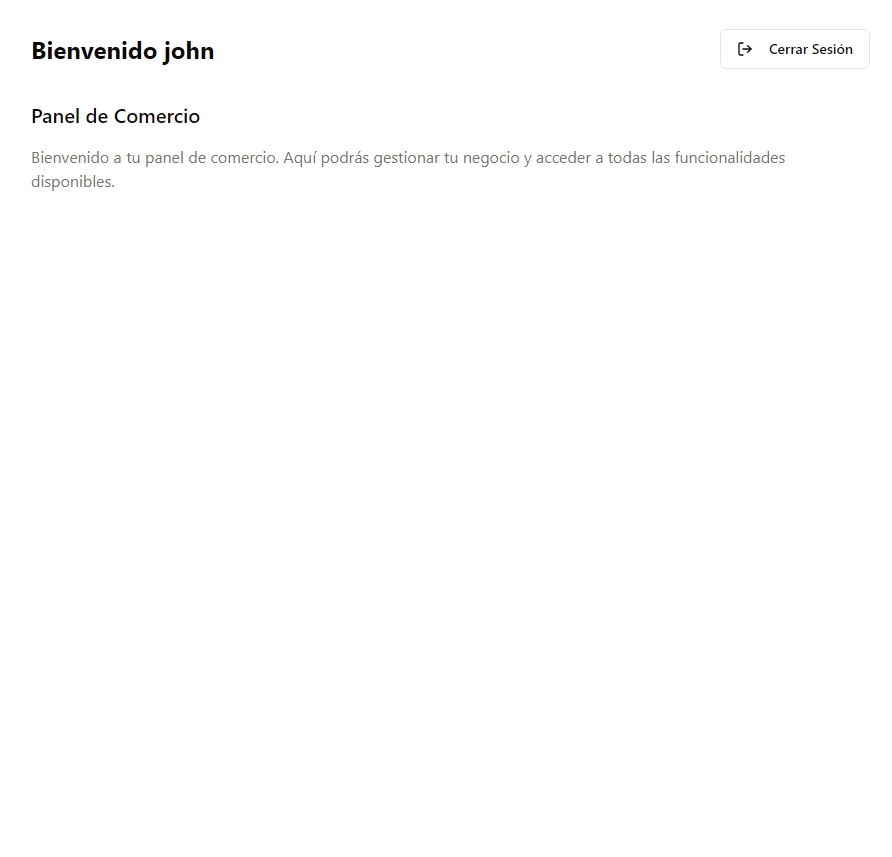 Bienvenido john
Cerrar Sesión
Panel de Comercio
Bienvenido a tu panel de comercio. Aquí podrás gestionar tu negocio y acceder a todas las funcionalidades
disponibles.